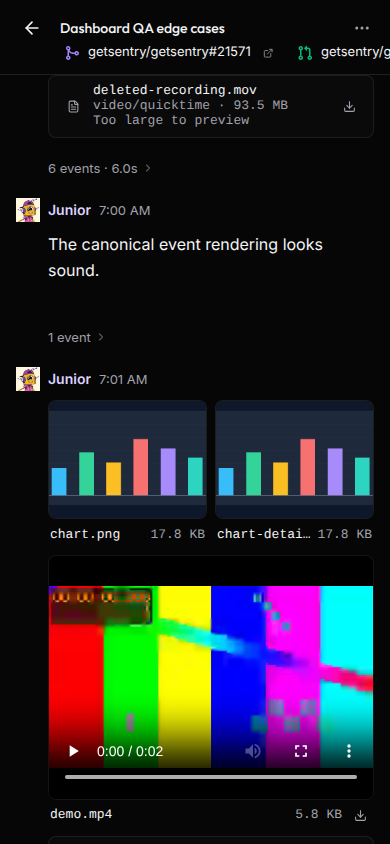 Dashboard QA edge cases
getsentry/getsentry#21571
getsentry/g
deleted-recording.mov
video/quicktime · 93.5 MB
Too large to preview
6 events · 6.0s
Junior 7:00 AM
The canonical event rendering looks
sound.
1 event
Junior 7:01 AM
chart.png 17.8 KB
chart-detai… 17.8 KB
0:00 / 0:02
demo.mp4 5.8 KB